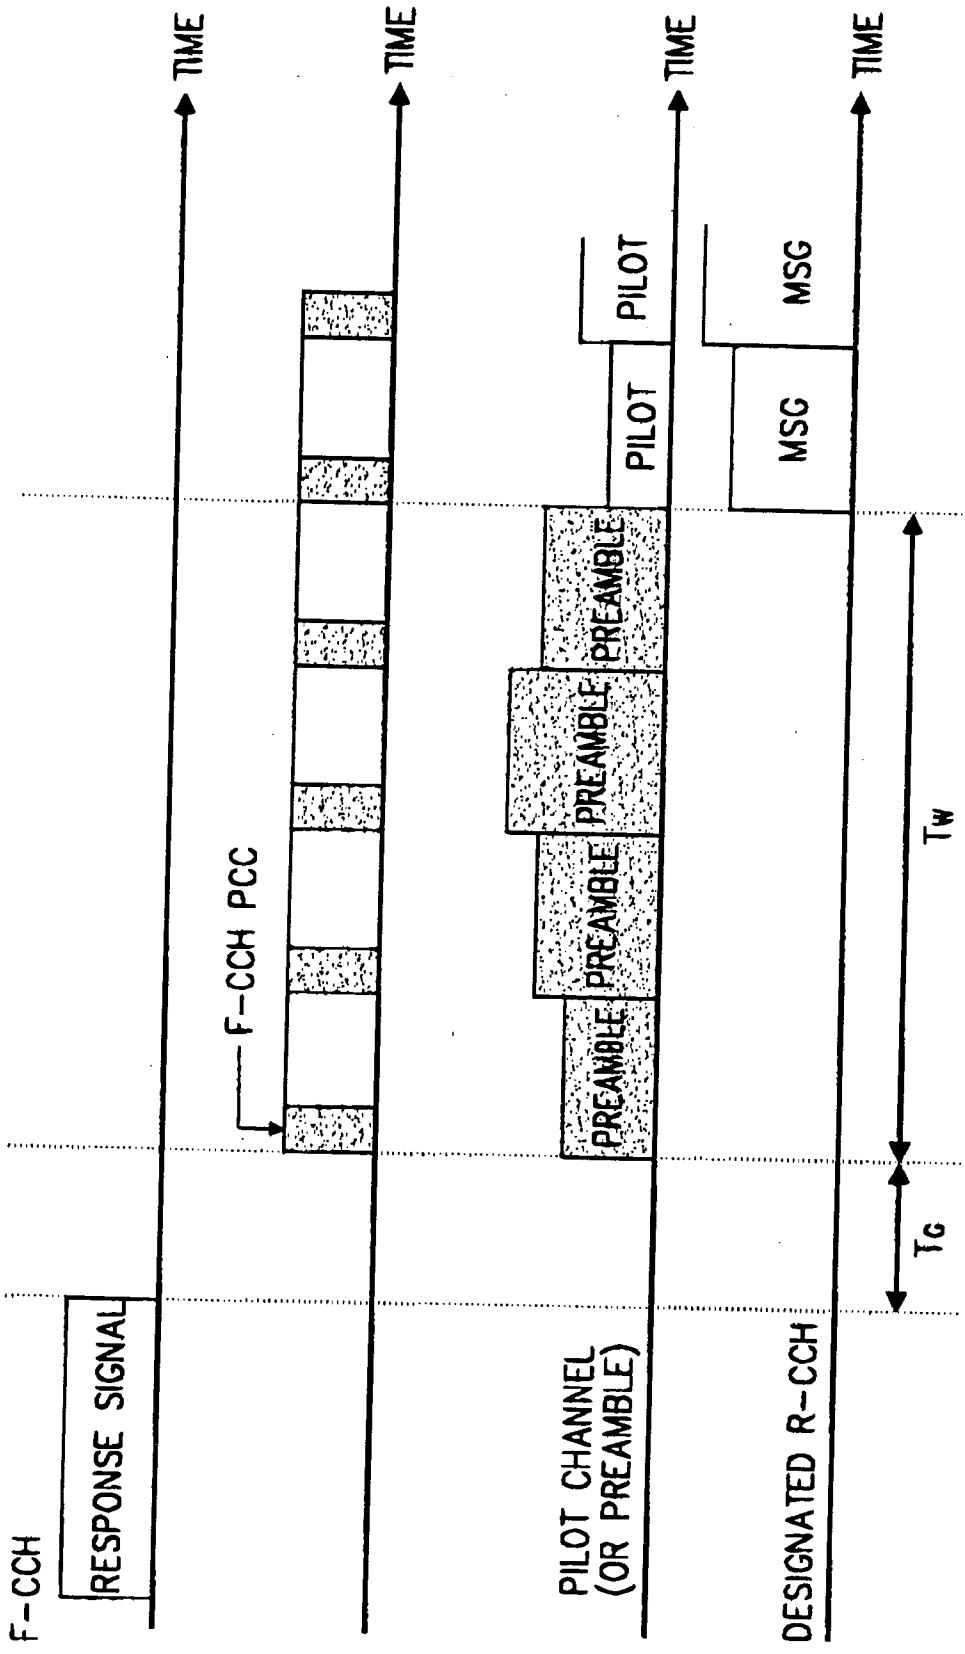 F-CCH
RESPONSE SIGNAL
TIME
F-CCH PCC
TIME
PILOT CHANNEL
(OR PREAMBLE)
PREAMBLE PREAMBLE PREAMBLE PREAMBLE
PILOT PILOT
TIME
DESIGNATED R-CCH
MSG MSG
TIME
TG TW